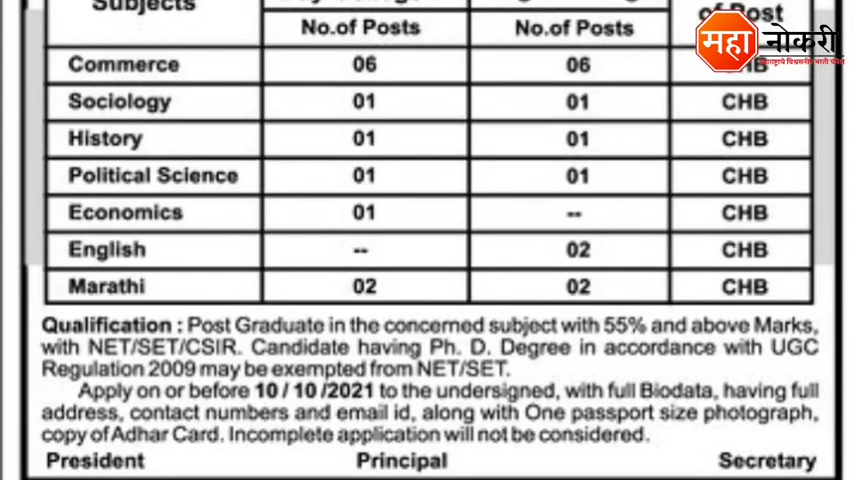 Subjects
No.of Posts No.of Posts of Post
महा नोकरी
Commerce 06 06 CHB
Sociology 01 01 CHB
History 01 01 CHB
Political Science 01 01 CHB
Economics 01 -- CHB
English -- 02 CHB
Marathi 02 02 CHB
Qualification : Post Graduate in the concerned subject with 55% and above Marks,
with NET/SET/CSIR. Candidate having Ph. D. Degree in accordance with UGC
Regulation 2009 may be exempted from NET/SET.
Apply on or before 10 / 10 /2021 to the undersigned, with full Biodata, having full
address, contact numbers and email id, along with One passport size photograph,
copy of Adhar Card. Incomplete application will not be considered.
President Principal Secretary